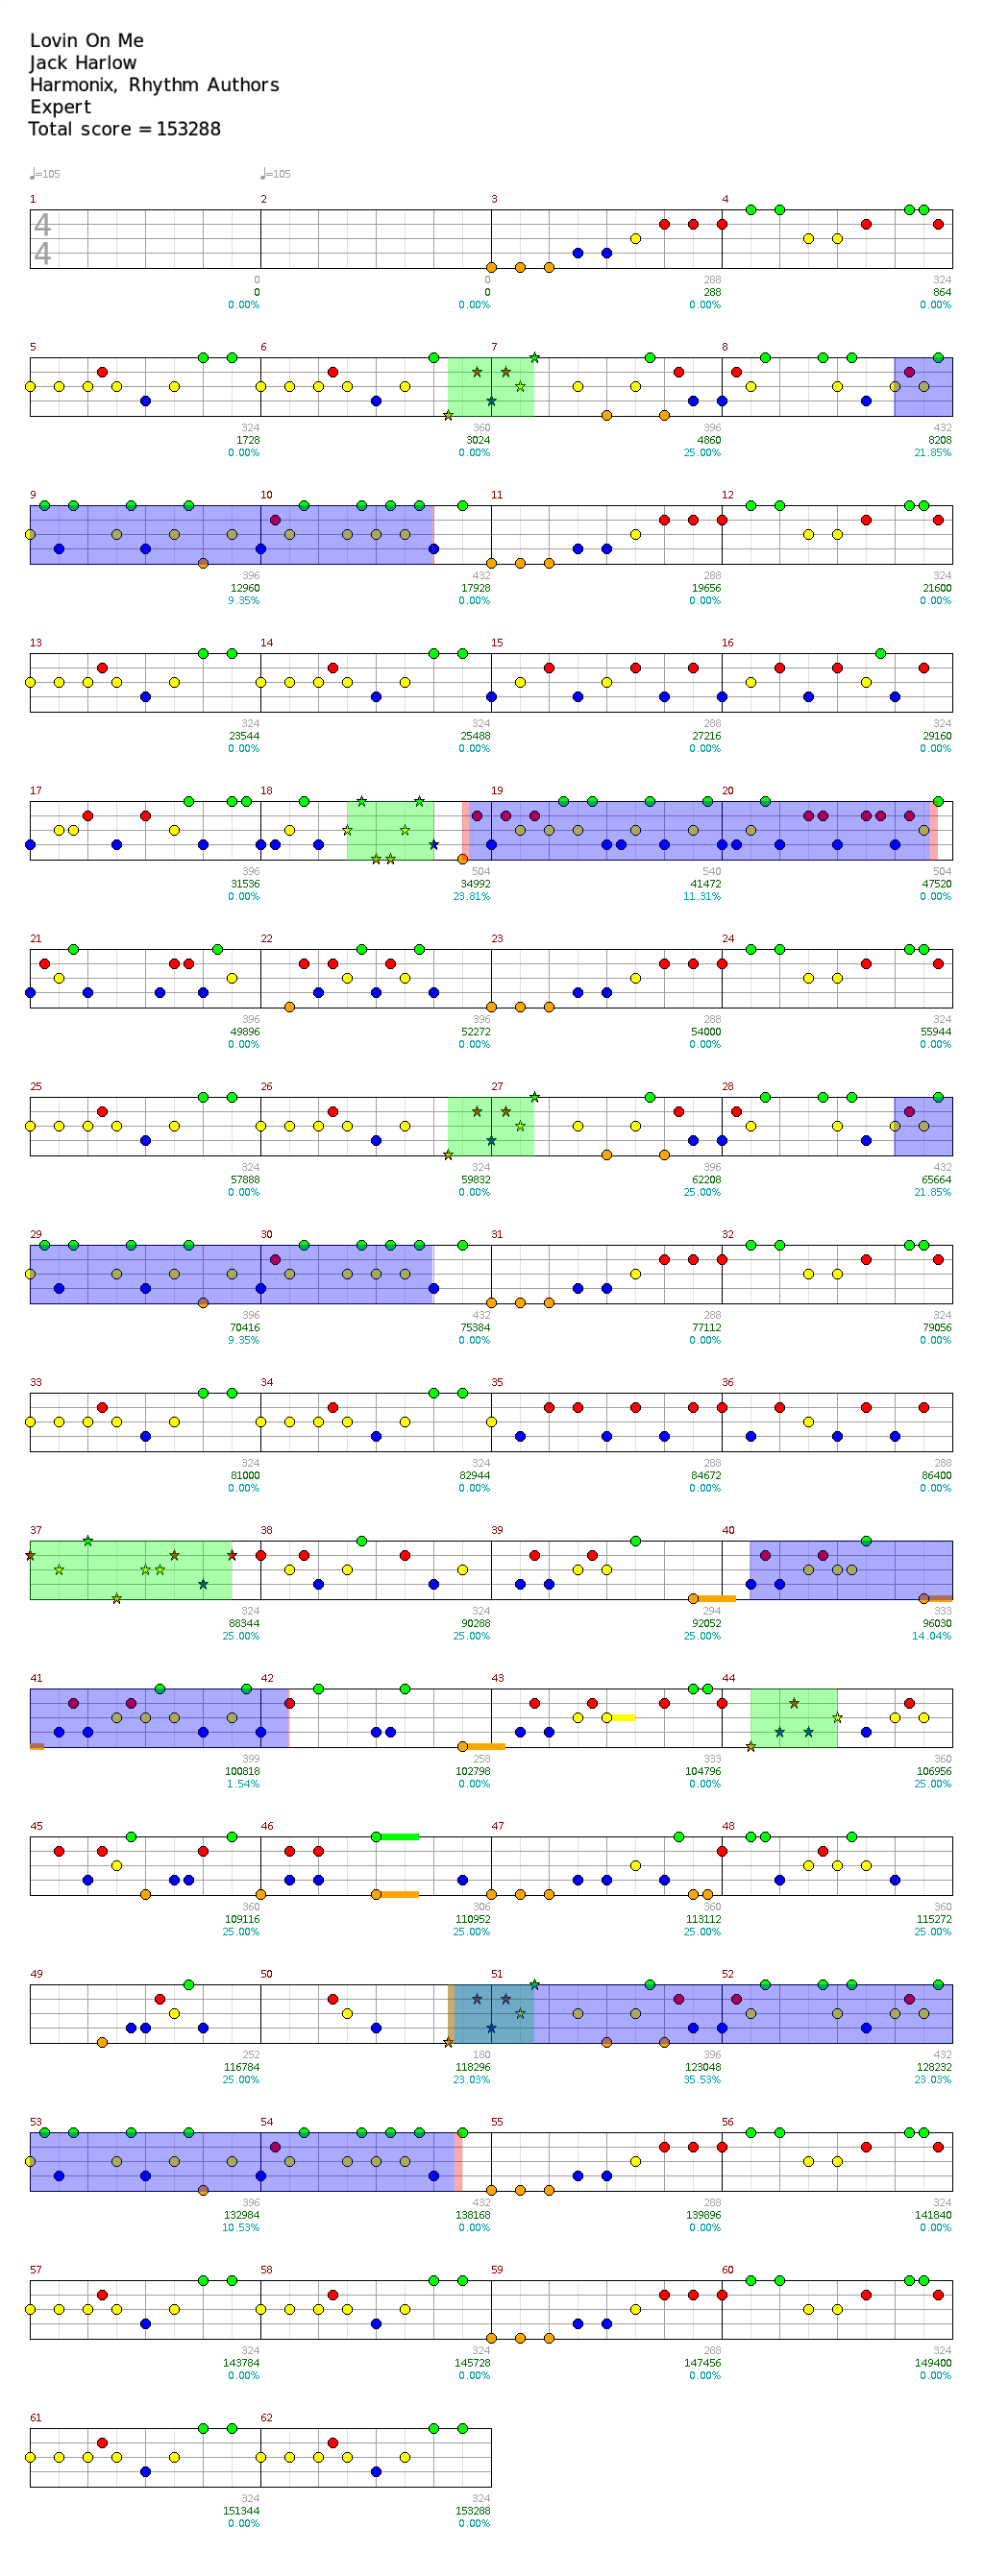 Lovin On Me
Jack Harlow
Harmonix, Rhythm Authors
Expert
Total score = 153288
♩=105 ♩=105
1 2 3 4
4
4
0 0 288 324
0 0 288 864
0.00% 0.00% 0.00% 0.00%
5 6 7 8
324 360 396 432
1728 3024 4860 8208
0.00% 0.00% 25.00% 21.85%
9 10 11 12
396 432 288 324
12960 17928 19656 21600
9.35% 0.00% 0.00% 0.00%
13 14 15 16
324 324 288 324
23544 25488 27216 29160
0.00% 0.00% 0.00% 0.00%
17 18 19 20
396 504 540 504
31536 34992 41472 47520
0.00% 23.81% 11.31% 0.00%
21 22 23 24
396 396 288 324
49896 52272 54000 55944
0.00% 0.00% 0.00% 0.00%
25 26 27 28
324 324 396 432
57888 59832 62208 65664
0.00% 0.00% 25.00% 21.85%
29 30 31 32
396 432 288 324
70416 75384 77112 79056
9.35% 0.00% 0.00% 0.00%
33 34 35 36
324 324 288 288
81000 82944 84672 86400
0.00% 0.00% 0.00% 0.00%
37 38 39 40
324 324 294 333
88344 90288 92052 96030
25.00% 25.00% 25.00% 14.04%
41 42 43 44
399 258 333 360
100818 102798 104796 106956
1.54% 0.00% 0.00% 25.00%
45 46 47 48
360 306 360 360
109116 110952 113112 115272
25.00% 25.00% 25.00% 25.00%
49 50 51 52
252 180 396 432
116784 118296 123048 128232
25.00% 23.03% 35.53% 23.03%
53 54 55 56
396 432 288 324
132984 138168 139896 141840
10.53% 0.00% 0.00% 0.00%
57 58 59 60
324 324 288 324
143784 145728 147456 149400
0.00% 0.00% 0.00% 0.00%
61 62
324 324
151344 153288
0.00% 0.00%